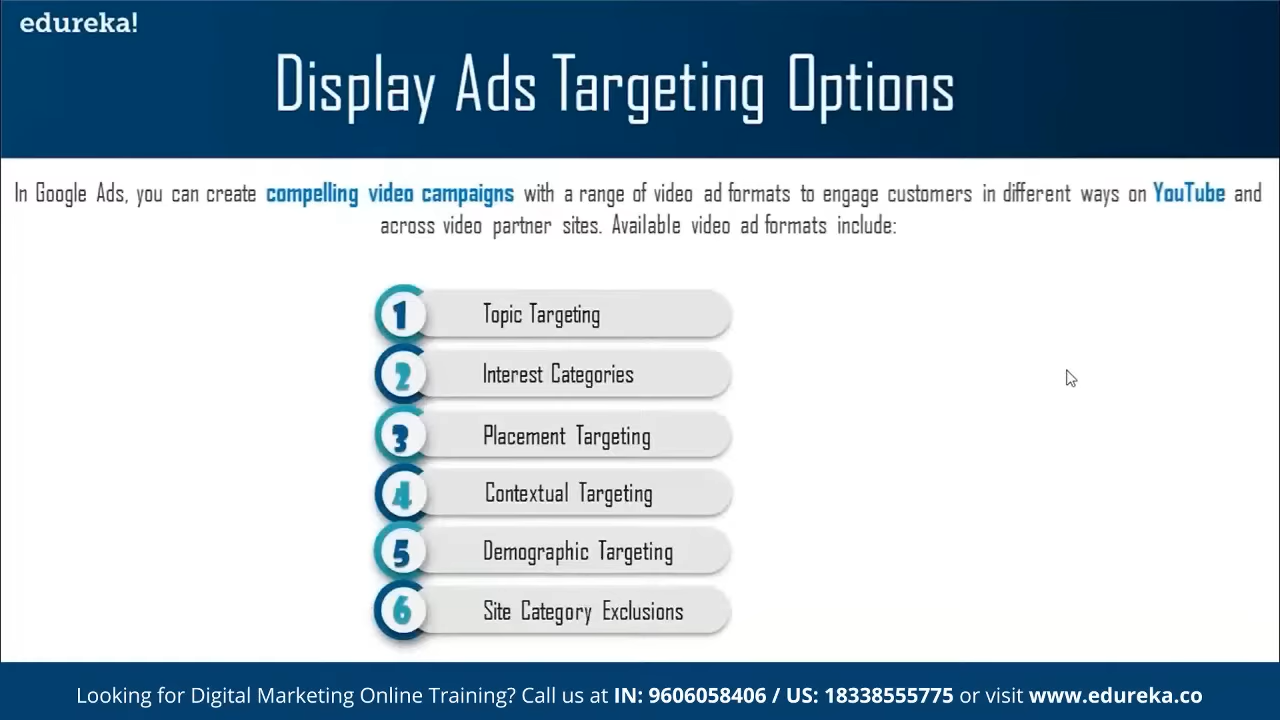 edureka!
Display Ads Targeting Options
In Google Ads, you can create compelling video campaigns with a range of video ad formats to engage customers in different ways on YouTube and
across video partner sites. Available video ad formats include:
1 Topic Targeting
2 Interest Categories
3 Placement Targeting
4 Contextual Targeting
5 Demographic Targeting
6 Site Category Exclusions
Looking for Digital Marketing Online Training? Call us at IN: 9606058406 / US: 18338555775 or visit www.edureka.co